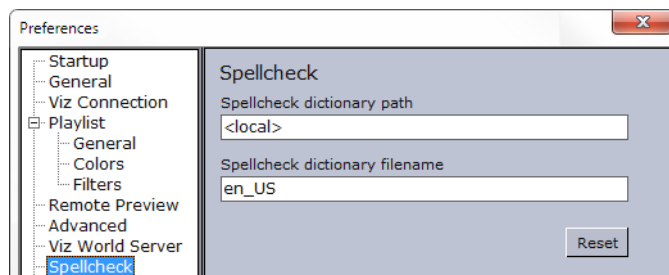 Preferences
Startup
General
Viz Connection
Playlist
General
Colors
Filters
Remote Preview
Advanced
Viz World Server
Spellcheck
Spellcheck
Spellcheck dictionary path
<local>
Spellcheck dictionary filename
en_US
Reset